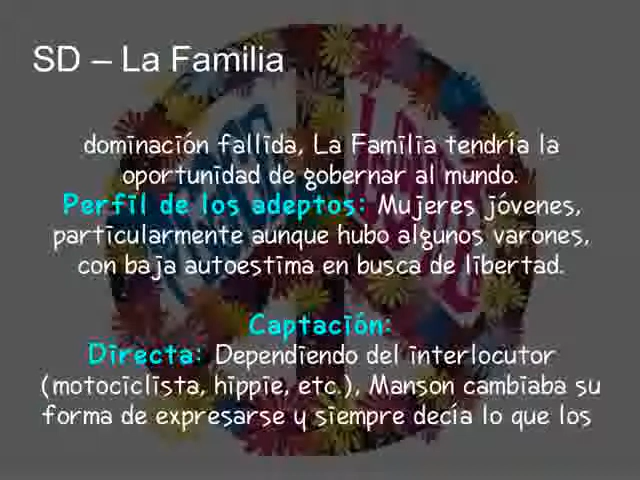 SD – La Familia
dominación fallida, La Familia tendría la
oportunidad de gobernar al mundo.
Perfil de los adeptos: Mujeres jóvenes,
particularmente aunque hubo algunos varones,
con baja autoestima en busca de libertad.
Captación:
Directa: Dependiendo del interlocutor
(motociclista, hippie, etc.), Manson cambiaba su
forma de expresarse y siempre decía lo que los